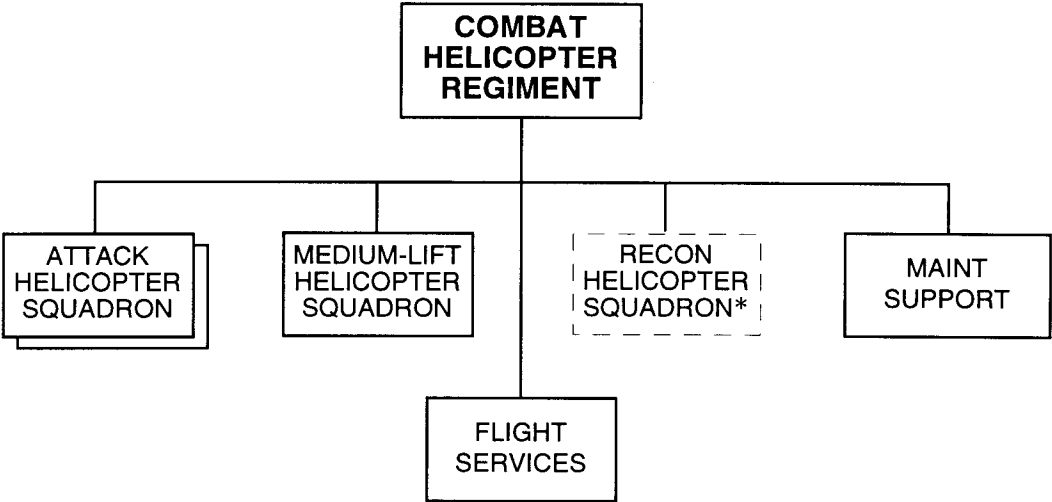 COMBAT
HELICOPTER
REGIMENT
ATTACK
HELICOPTER
SQUADRON
MEDIUM-LIFT
HELICOPTER
SQUADRON
RECON
HELICOPTER
SQUADRON*
MAINT
SUPPORT
FLIGHT
SERVICES